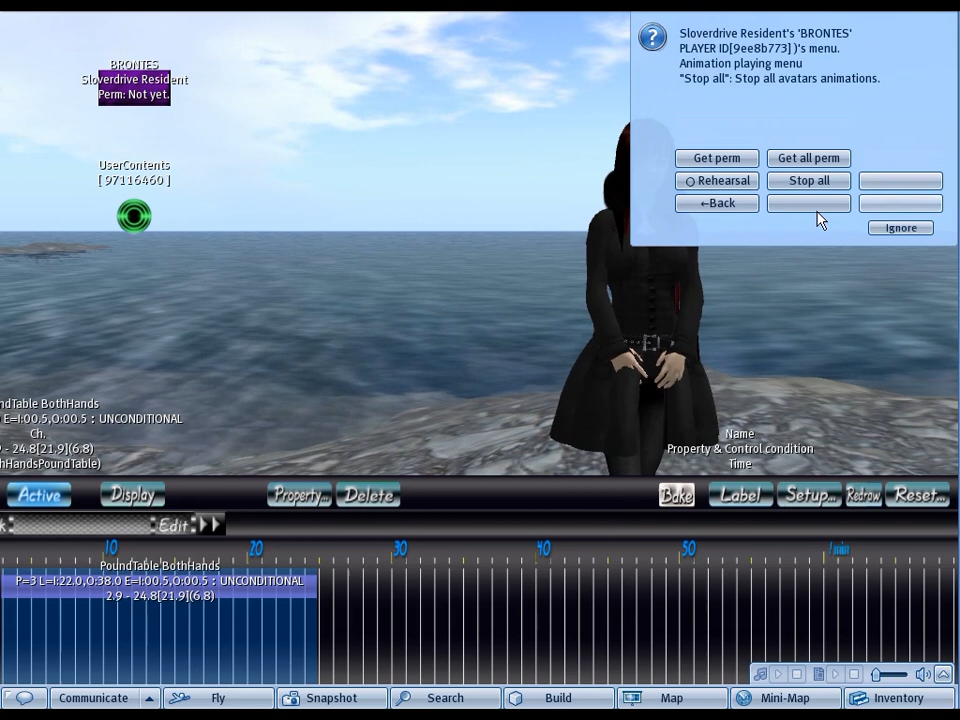 Sloverdrive Resident's 'BRONTES'
PLAYER ID[9ee8b773] )'s menu.
Animation playing menu
"Stop all": Stop all avatars animations.
Get perm
Get all perm
Rehearsal
Stop all
←Back
Ignore
BRONTES
Sloverdrive Resident
Perm: Not yet.
UserContents
[ 97116460 ]
ndTable BothHands
E=I:00.5,O:00.5 : UNCONDITIONAL
Ch.
- 24.8[21.9](6.8)
hHandsPoundTable)
Name
Property & Control condition
Time
Active
Display
Property...
Delete
Bake
Label
Setup...
Redraw
Reset...
k
Edit
10
20
30
40
50
1min
PoundTable BothHands
P=3 L=I:22.0,O:38.0 E=I:00.5,O:00.5 : UNCONDITIONAL
2.9 - 24.8[21.9](6.8)
Communicate
Fly
Snapshot
Search
Build
Map
Mini-Map
Inventory